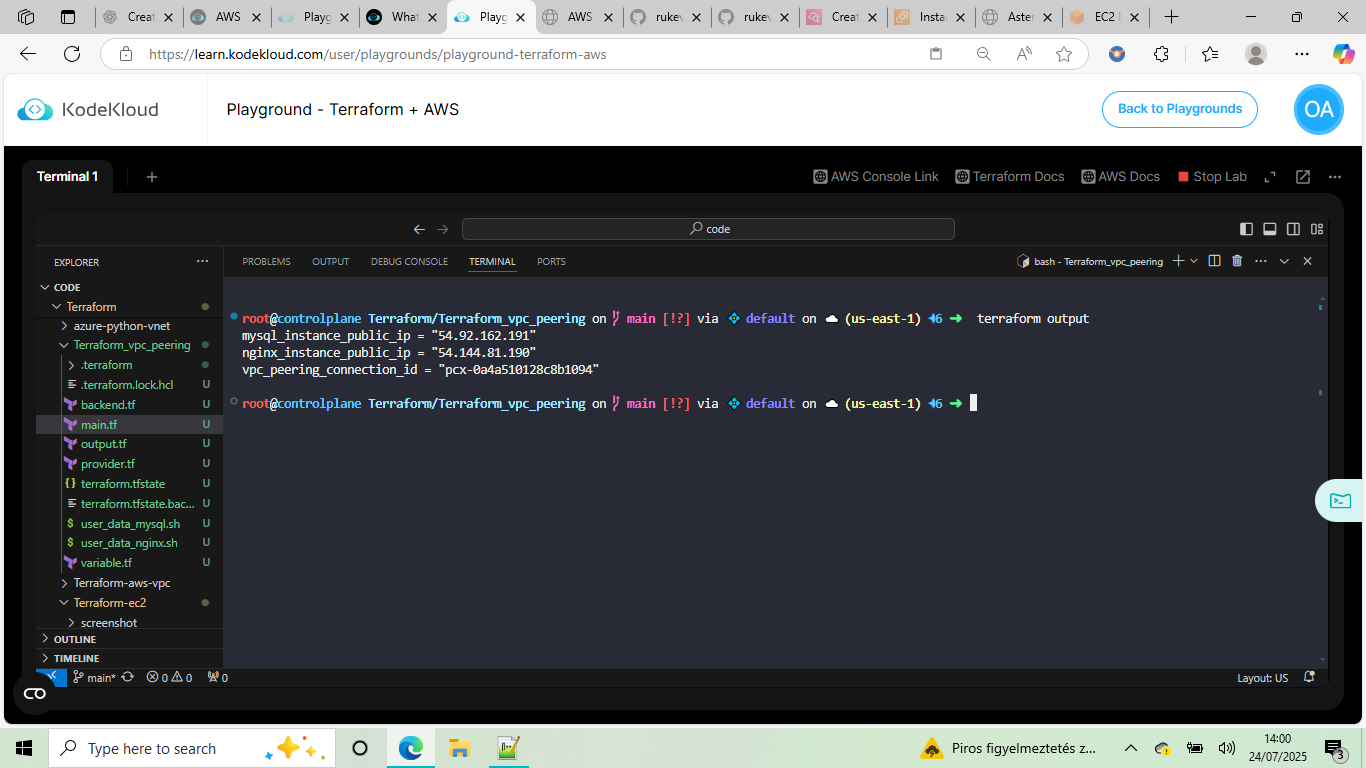 Creat
AWS
Playg
What
Playg
AWS
rukev
rukev
Creat
Insta
Aster
EC2
https://learn.kodekloud.com/user/playgrounds/playground-terraform-aws
KodeKloud
Playground - Terraform + AWS
Back to Playgrounds
OA
Terminal 1
AWS Console Link
Terraform Docs
AWS Docs
Stop Lab
code
EXPLORER
PROBLEMS
OUTPUT
DEBUG CONSOLE
TERMINAL
PORTS
bash - Terraform_vpc_peering
CODE
Terraform
azure-python-vnet
Terraform_vpc_peering
.terraform
.terraform.lock.hcl U
backend.tf U
main.tf U
output.tf U
provider.tf U
terraform.tfstate U
terraform.tfstate.bac... U
$ user_data_mysql.sh U
$ user_data_nginx.sh U
variable.tf U
Terraform-aws-vpc
Terraform-ec2
screenshot
OUTLINE
TIMELINE
root@controlplane Terraform/Terraform_vpc_peering on main [!?] via default on (us-east-1) 6 ➜ terraform output
mysql_instance_public_ip = "54.92.162.191"
nginx_instance_public_ip = "54.144.81.190"
vpc_peering_connection_id = "pcx-0a4a510128c8b1094"
root@controlplane Terraform/Terraform_vpc_peering on main [!?] via default on (us-east-1) 6 ➜
main*
0
0
0
Layout: US
Type here to search
Piros figyelmeztetés z...
14:00
24/07/2025
3